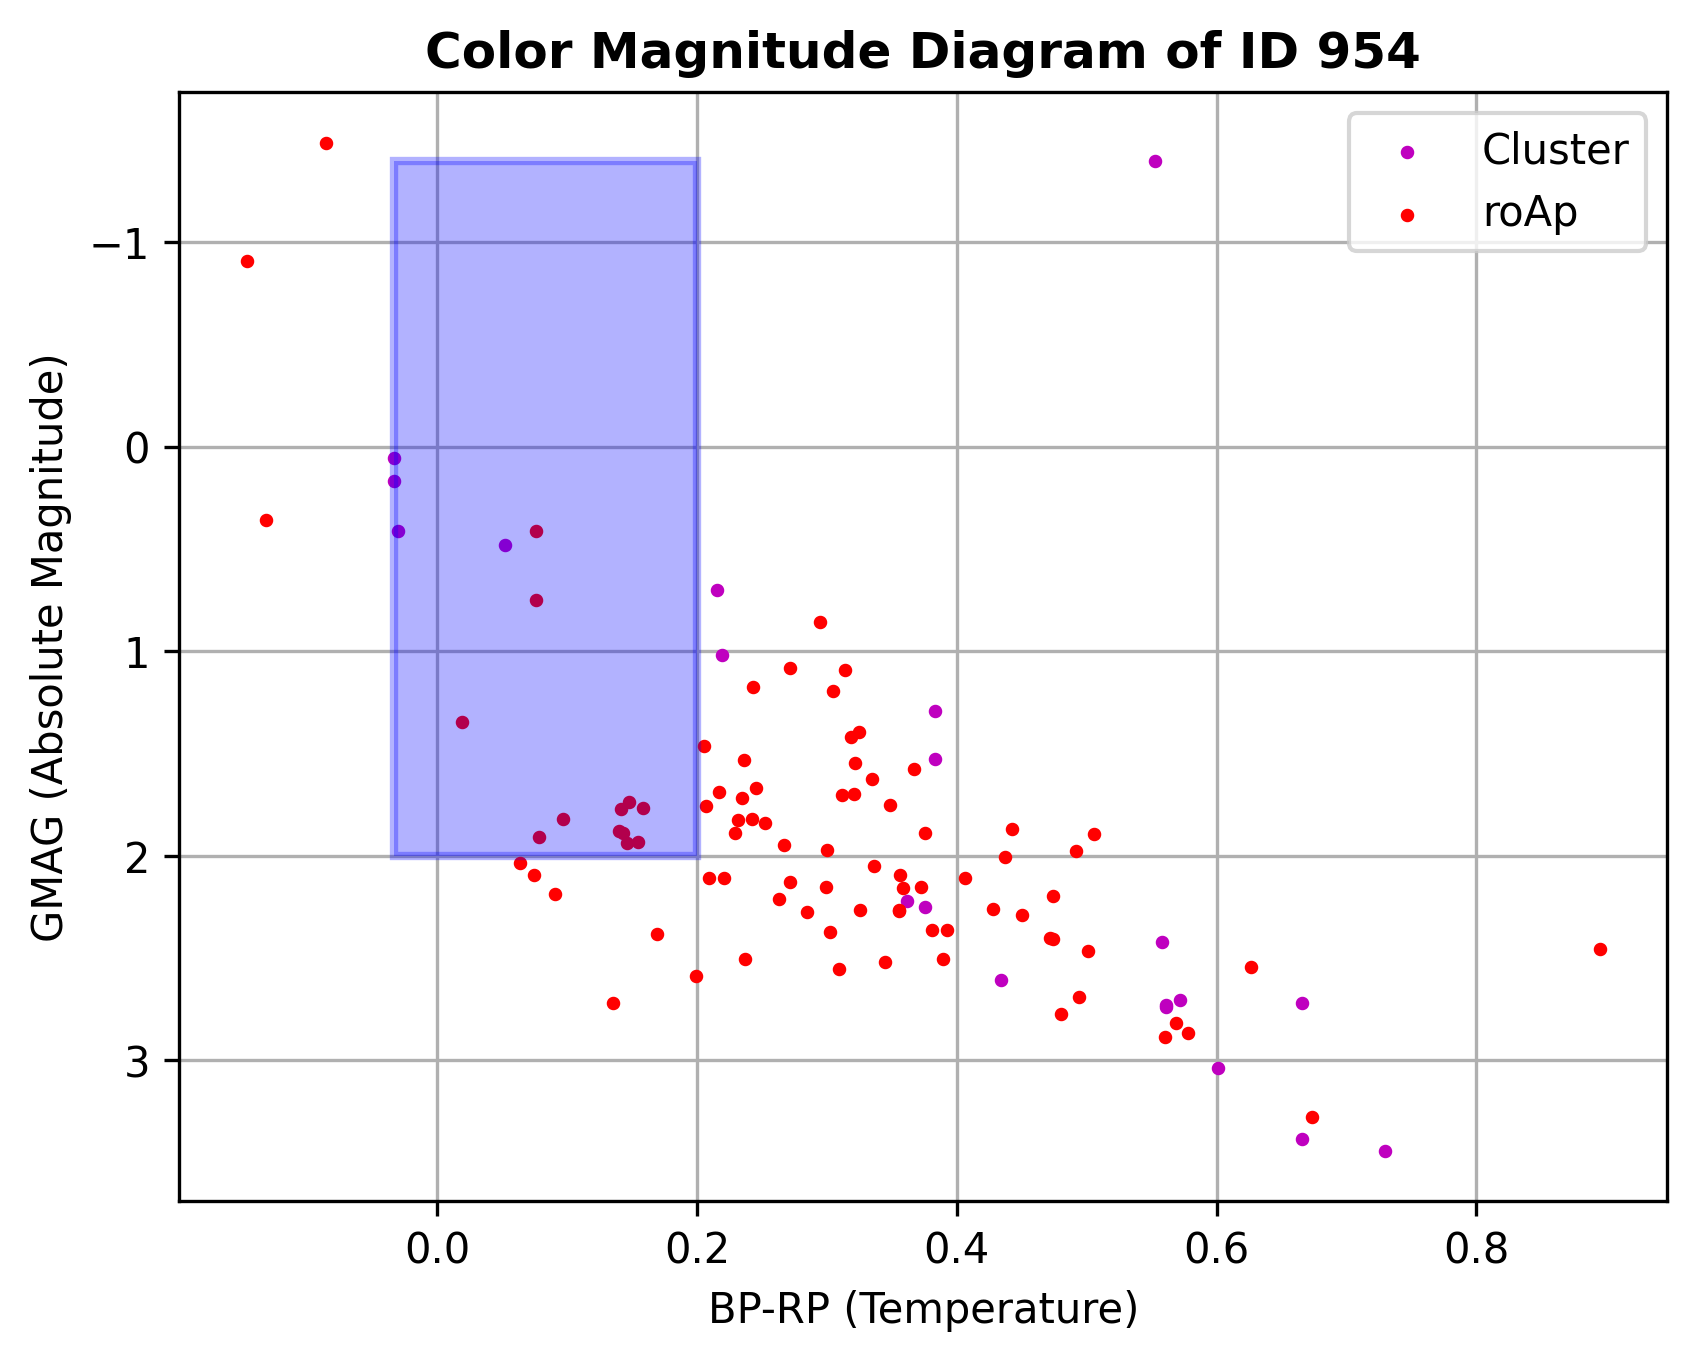 Color Magnitude Diagram of ID 954
Cluster
roAp
GMAG (Absolute Magnitude)
−1
0
1
2
3
0.0 0.2 0.4 0.6 0.8
BP-RP (Temperature)